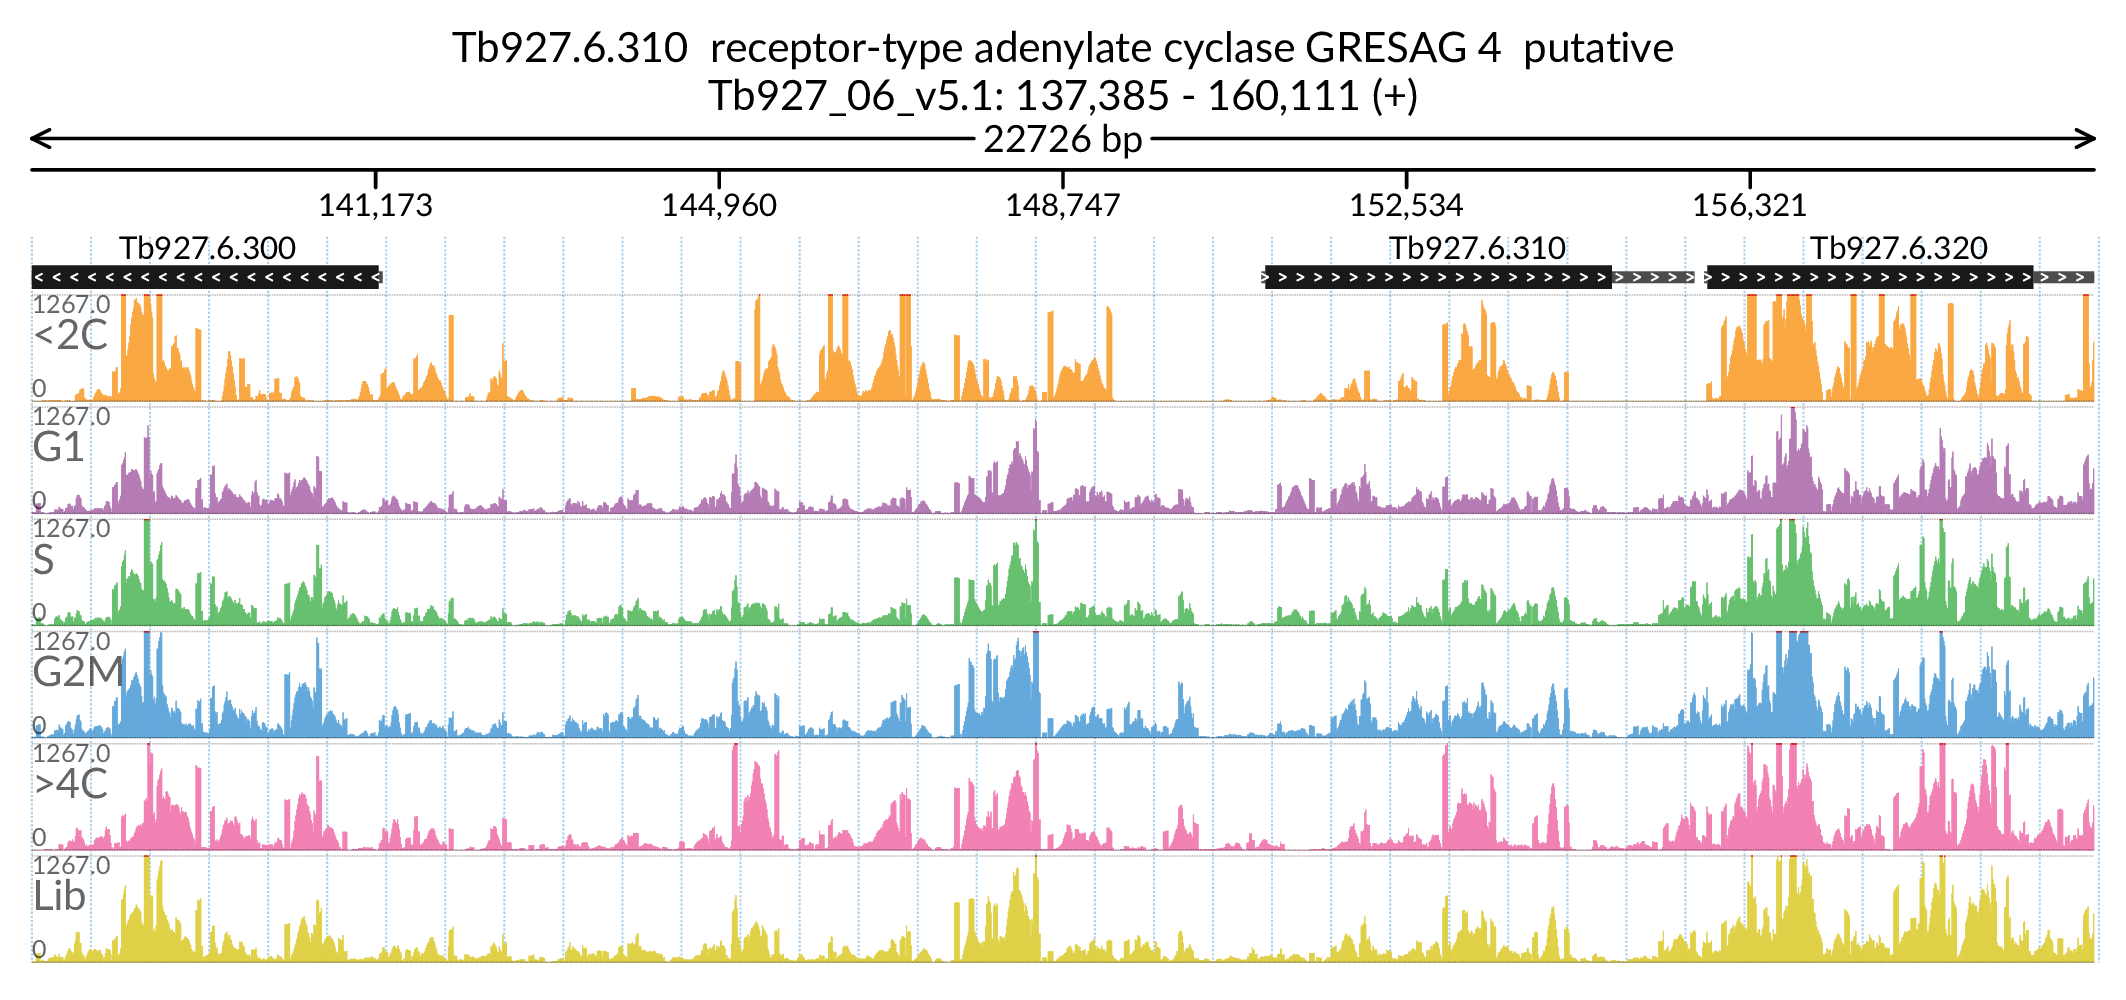 Tb927.6.310  receptor-type adenylate cyclase GRESAG 4  putative
Tb927_06_v5.1: 137,385 - 160,111 (+)
22726 bp
141,173 144,960 148,747 152,534 156,321
Tb927.6.300 Tb927.6.310 Tb927.6.320
1267.0
<2C
0
1267.0
G1
0
1267.0
S
0
1267.0
G2M
0
1267.0
>4C
0
1267.0
Lib
0